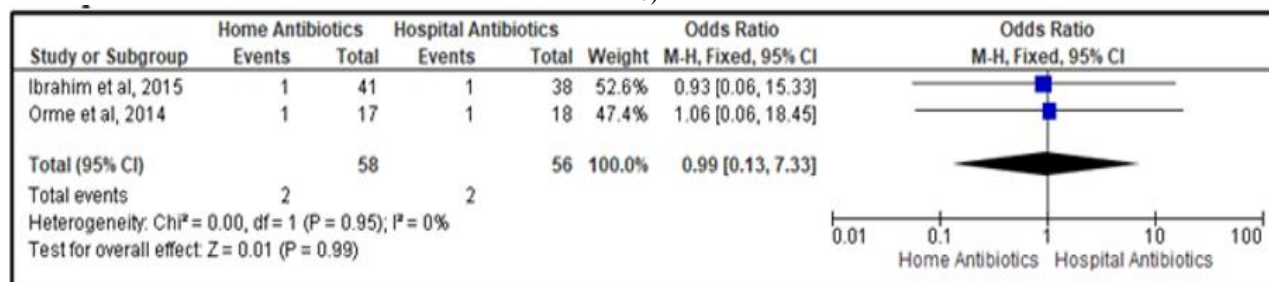 Home Antibiotics Hospital Antibiotics Odds Ratio Odds Ratio
Study or Subgroup Events Total Events Total Weight M-H, Fixed, 95% CI M-H, Fixed, 95% CI
Ibrahim et al, 2015 1 41 1 38 52.6% 0.93 [0.06, 15.33]
Orme et al, 2014 1 17 1 18 47.4% 1.06 [0.06, 18.45]
Total (95% CI) 58 56 100.0% 0.99 [0.13, 7.33]
Total events 2 2
Heterogeneity: Chi² = 0.00, df = 1 (P = 0.95); I² = 0%
Test for overall effect: Z = 0.01 (P = 0.99)
0.01 0.1 1 10 100
Home Antibiotics Hospital Antibiotics